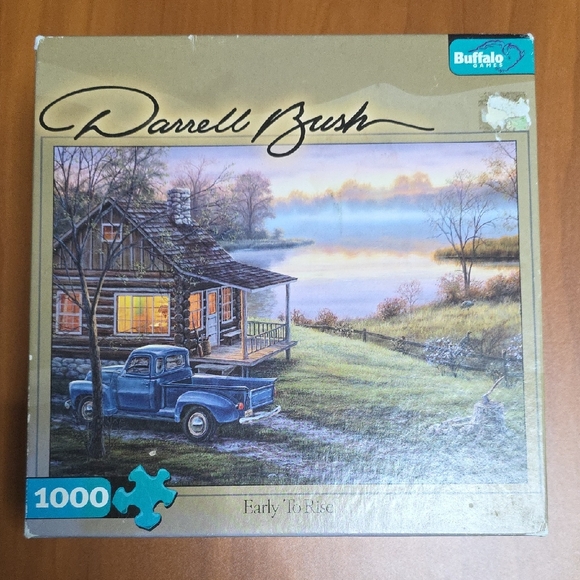 Buffalo
GAMES
Darrell Bush
1000
Early To Rise